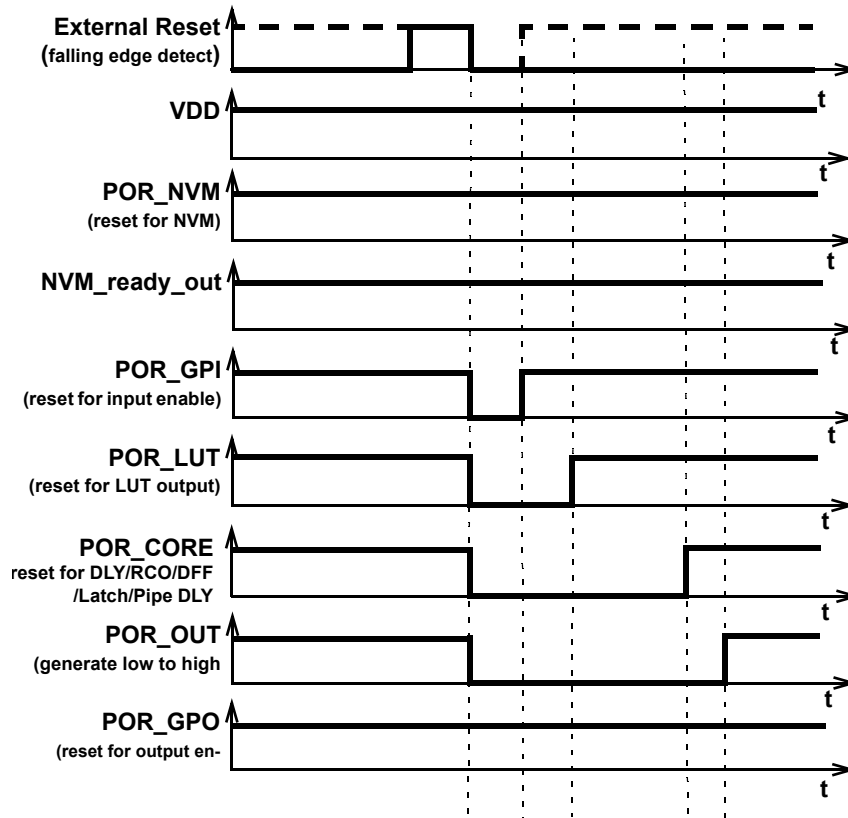 External Reset
(falling edge detect)
t
VDD
t
POR_NVM
(reset for NVM)
t
NVM_ready_out
t
POR_GPI
(reset for input enable)
t
POR_LUT
(reset for LUT output)
t
POR_CORE
reset for DLY/RCO/DFF
/Latch/Pipe DLY
t
POR_OUT
(generate low to high
t
POR_GPO
(reset for output en-
t